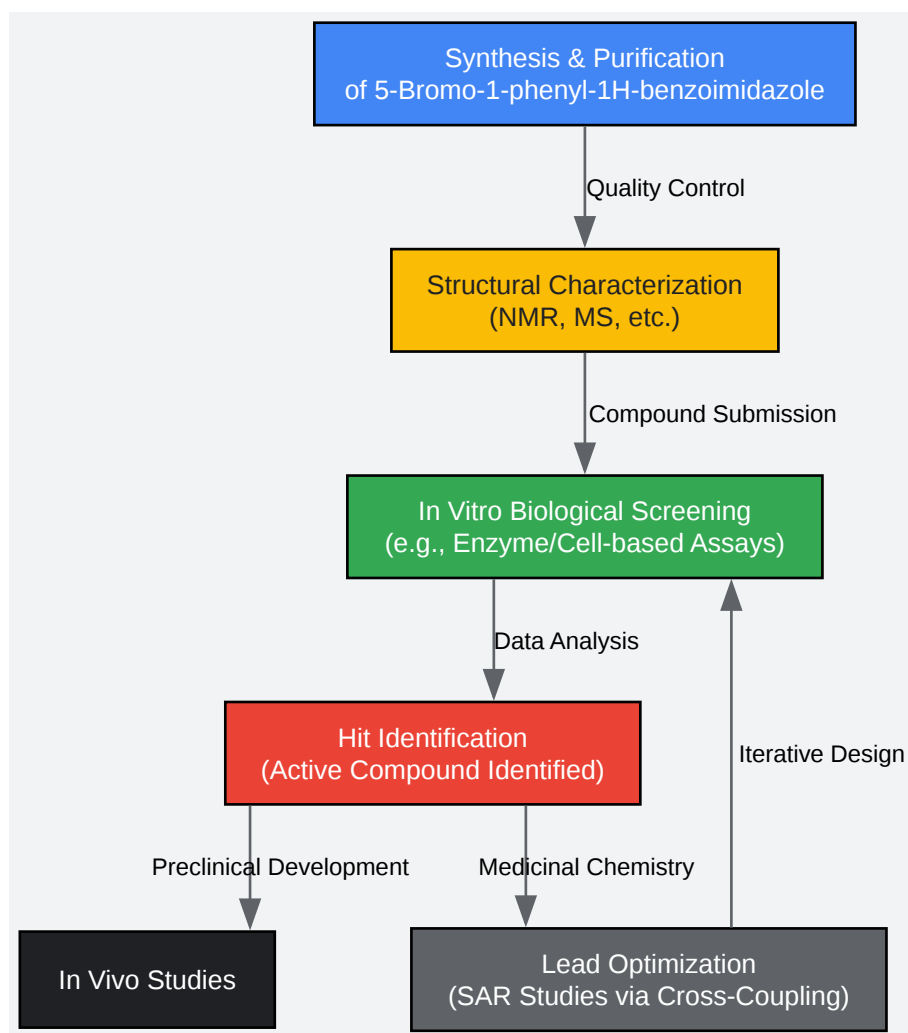 Synthesis & Purification
of 5-Bromo-1-phenyl-1H-benzoimidazole
Quality Control
Structural Characterization
(NMR, MS, etc.)
Compound Submission
In Vitro Biological Screening
(e.g., Enzyme/Cell-based Assays)
Data Analysis
Hit Identification
(Active Compound Identified)
Iterative Design
Preclinical Development
Medicinal Chemistry
In Vivo Studies
Lead Optimization
(SAR Studies via Cross-Coupling)